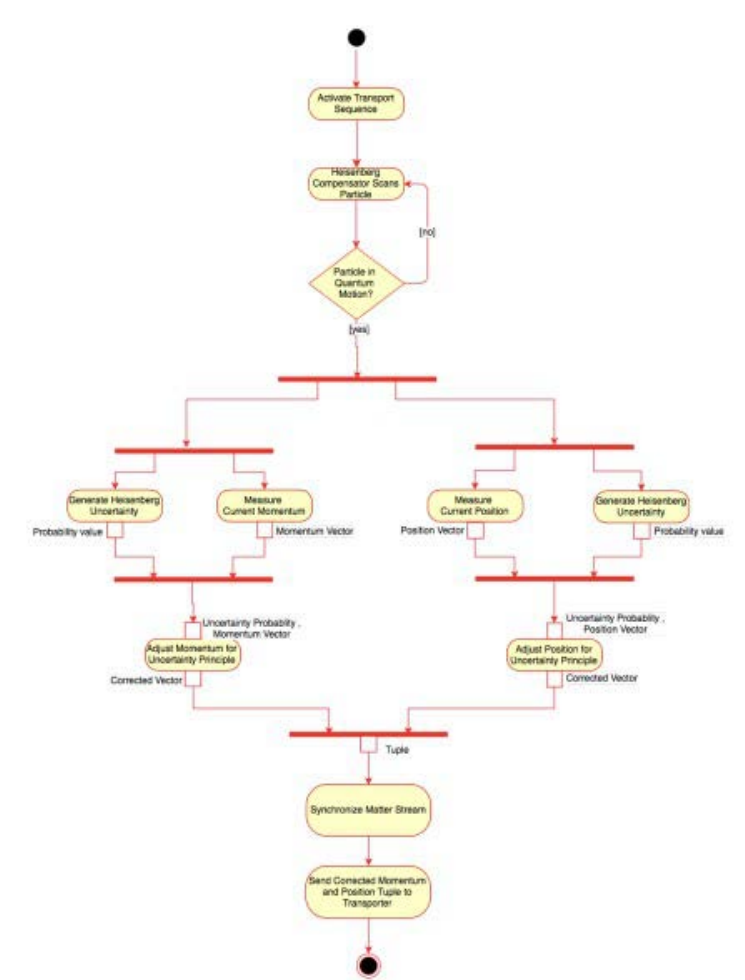 Activate Transport
Sequence
Heisenberg
Compensator Scans
Particle
[no]
Particle in
Quantum
Motion?
[yes]
Generate Heisenberg
Uncertainty
Measure
Current Momentum
Measure
Current Position
Generate Heisenberg
Uncertainty
Probability value
Momentum Vector
Position Vector
Probability value
Uncertainty Probablity ,
Momentum Vector
Uncertainty Probablity ,
Position Vector
Adjust Momentum for
Uncertainty Principle
Adjust Position for
Uncertainty Principle
Corrected Vector
Corrected Vector
Tuple
Synchronize Matter Stream
Send Corrected Momentum
and Position Tuple to
Transporter